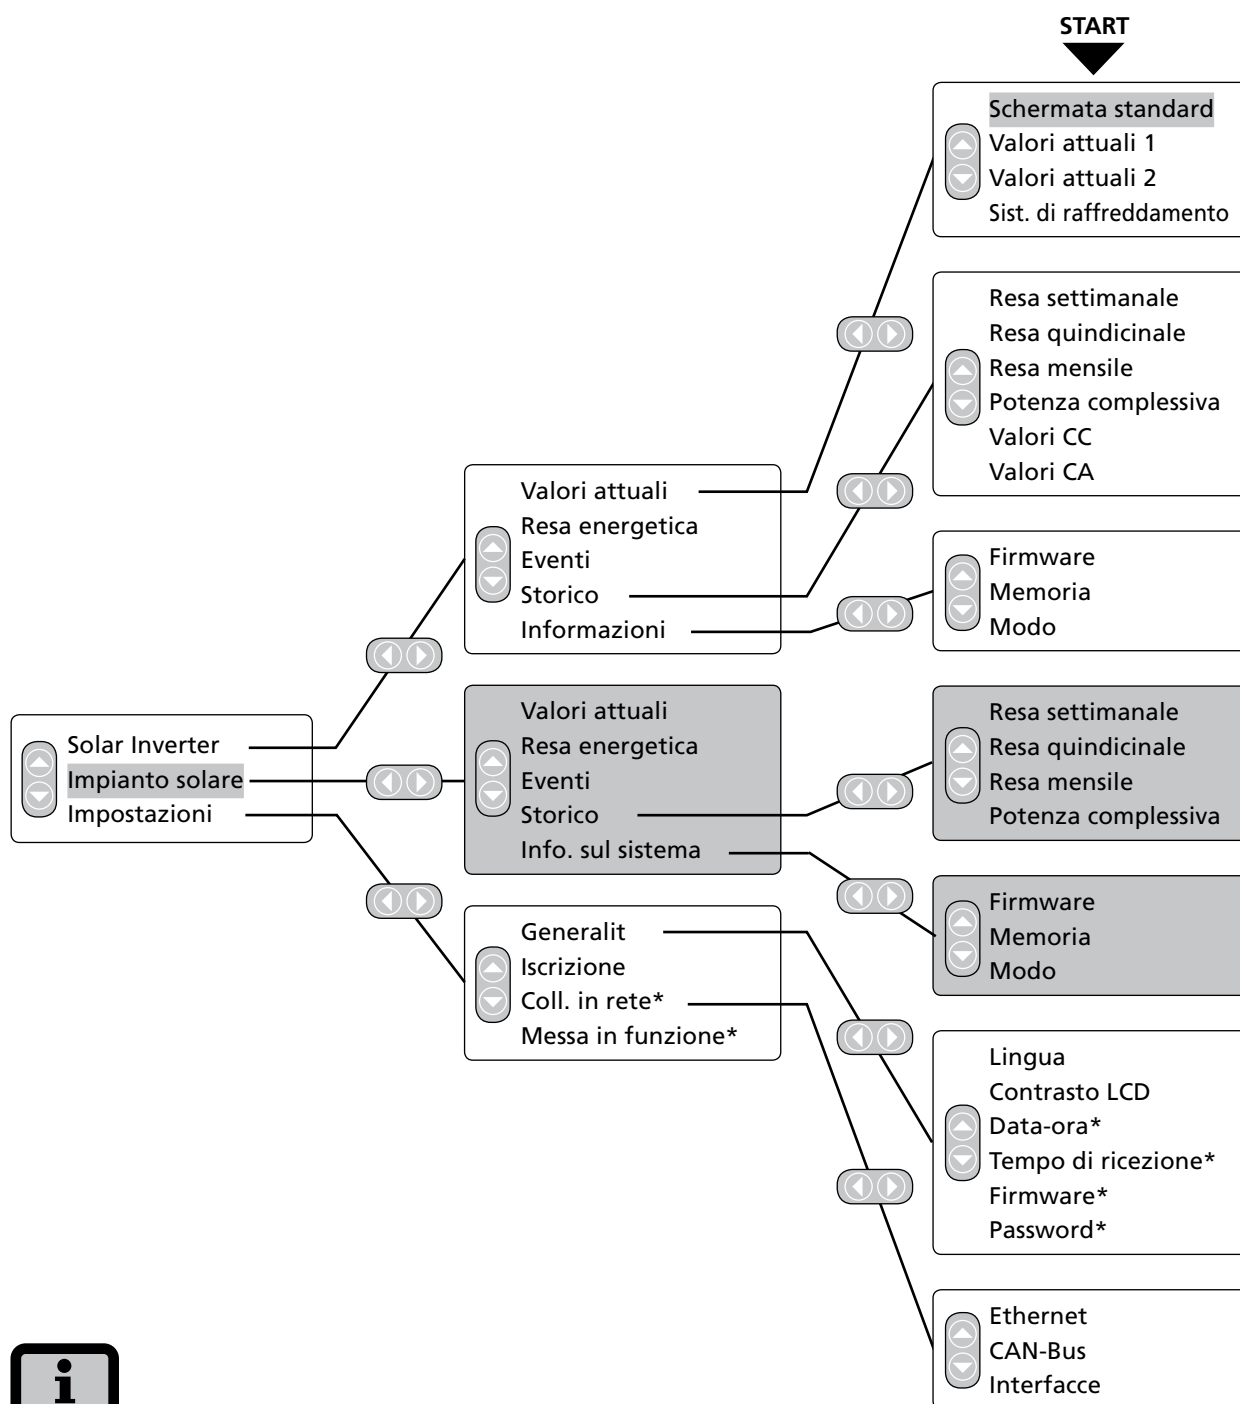 START
Schermata standard
Valori attuali 1
Valori attuali 2
Sist. di raffreddamento
Resa settimanale
Resa quindicinale
Resa mensile
Potenza complessiva
Valori CC
Valori CA
Valori attuali
Resa energetica
Eventi
Storico
Informazioni
Firmware
Memoria
Modo
Solar Inverter
Impianto solare
Impostazioni
Valori attuali
Resa energetica
Eventi
Storico
Info. sul sistema
Resa settimanale
Resa quindicinale
Resa mensile
Potenza complessiva
Firmware
Memoria
Modo
Generalit
Iscrizione
Coll. in rete*
Messa in funzione*
Lingua
Contrasto LCD
Data-ora*
Tempo di ricezione*
Firmware*
Password*
Ethernet
CAN-Bus
Interfacce
i